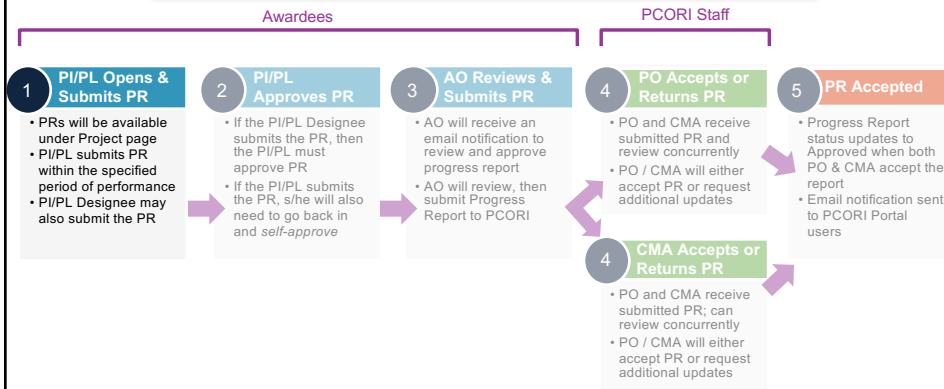 Awardees
PCORI Staff
1
PI/PL Opens &
Submits PR
• PRs will be available
under Project page
• PI/PL submits PR
within the specified
period of performance
• PI/PL Designee may
also submit the PR
2
PI/PL
Approves PR
• If the PI/PL Designee
submits the PR, then
the PI/PL must
approve PR
• If the PI/PL submits
the PR, s/he will also
need to go back in
and self-approve
3
AO Reviews &
Submits PR
• AO will receive an
email notification to
review and approve
progress report
• AO will review, then
submit Progress
Report to PCORI
4
PO Accepts or
Returns PR
• PO and CMA receive
submitted PR and
review concurrently
• PO / CMA will either
accept PR or request
additional updates
4
CMA Accepts or
Returns PR
• PO and CMA receive
submitted PR; can
review concurrently
• PO / CMA will either
accept PR or request
additional updates
5
PR Accepted
• Progress Report
status updates to
Approved when both
PO & CMA accept the
report
• Email notification sent
to PCORI Portal
users